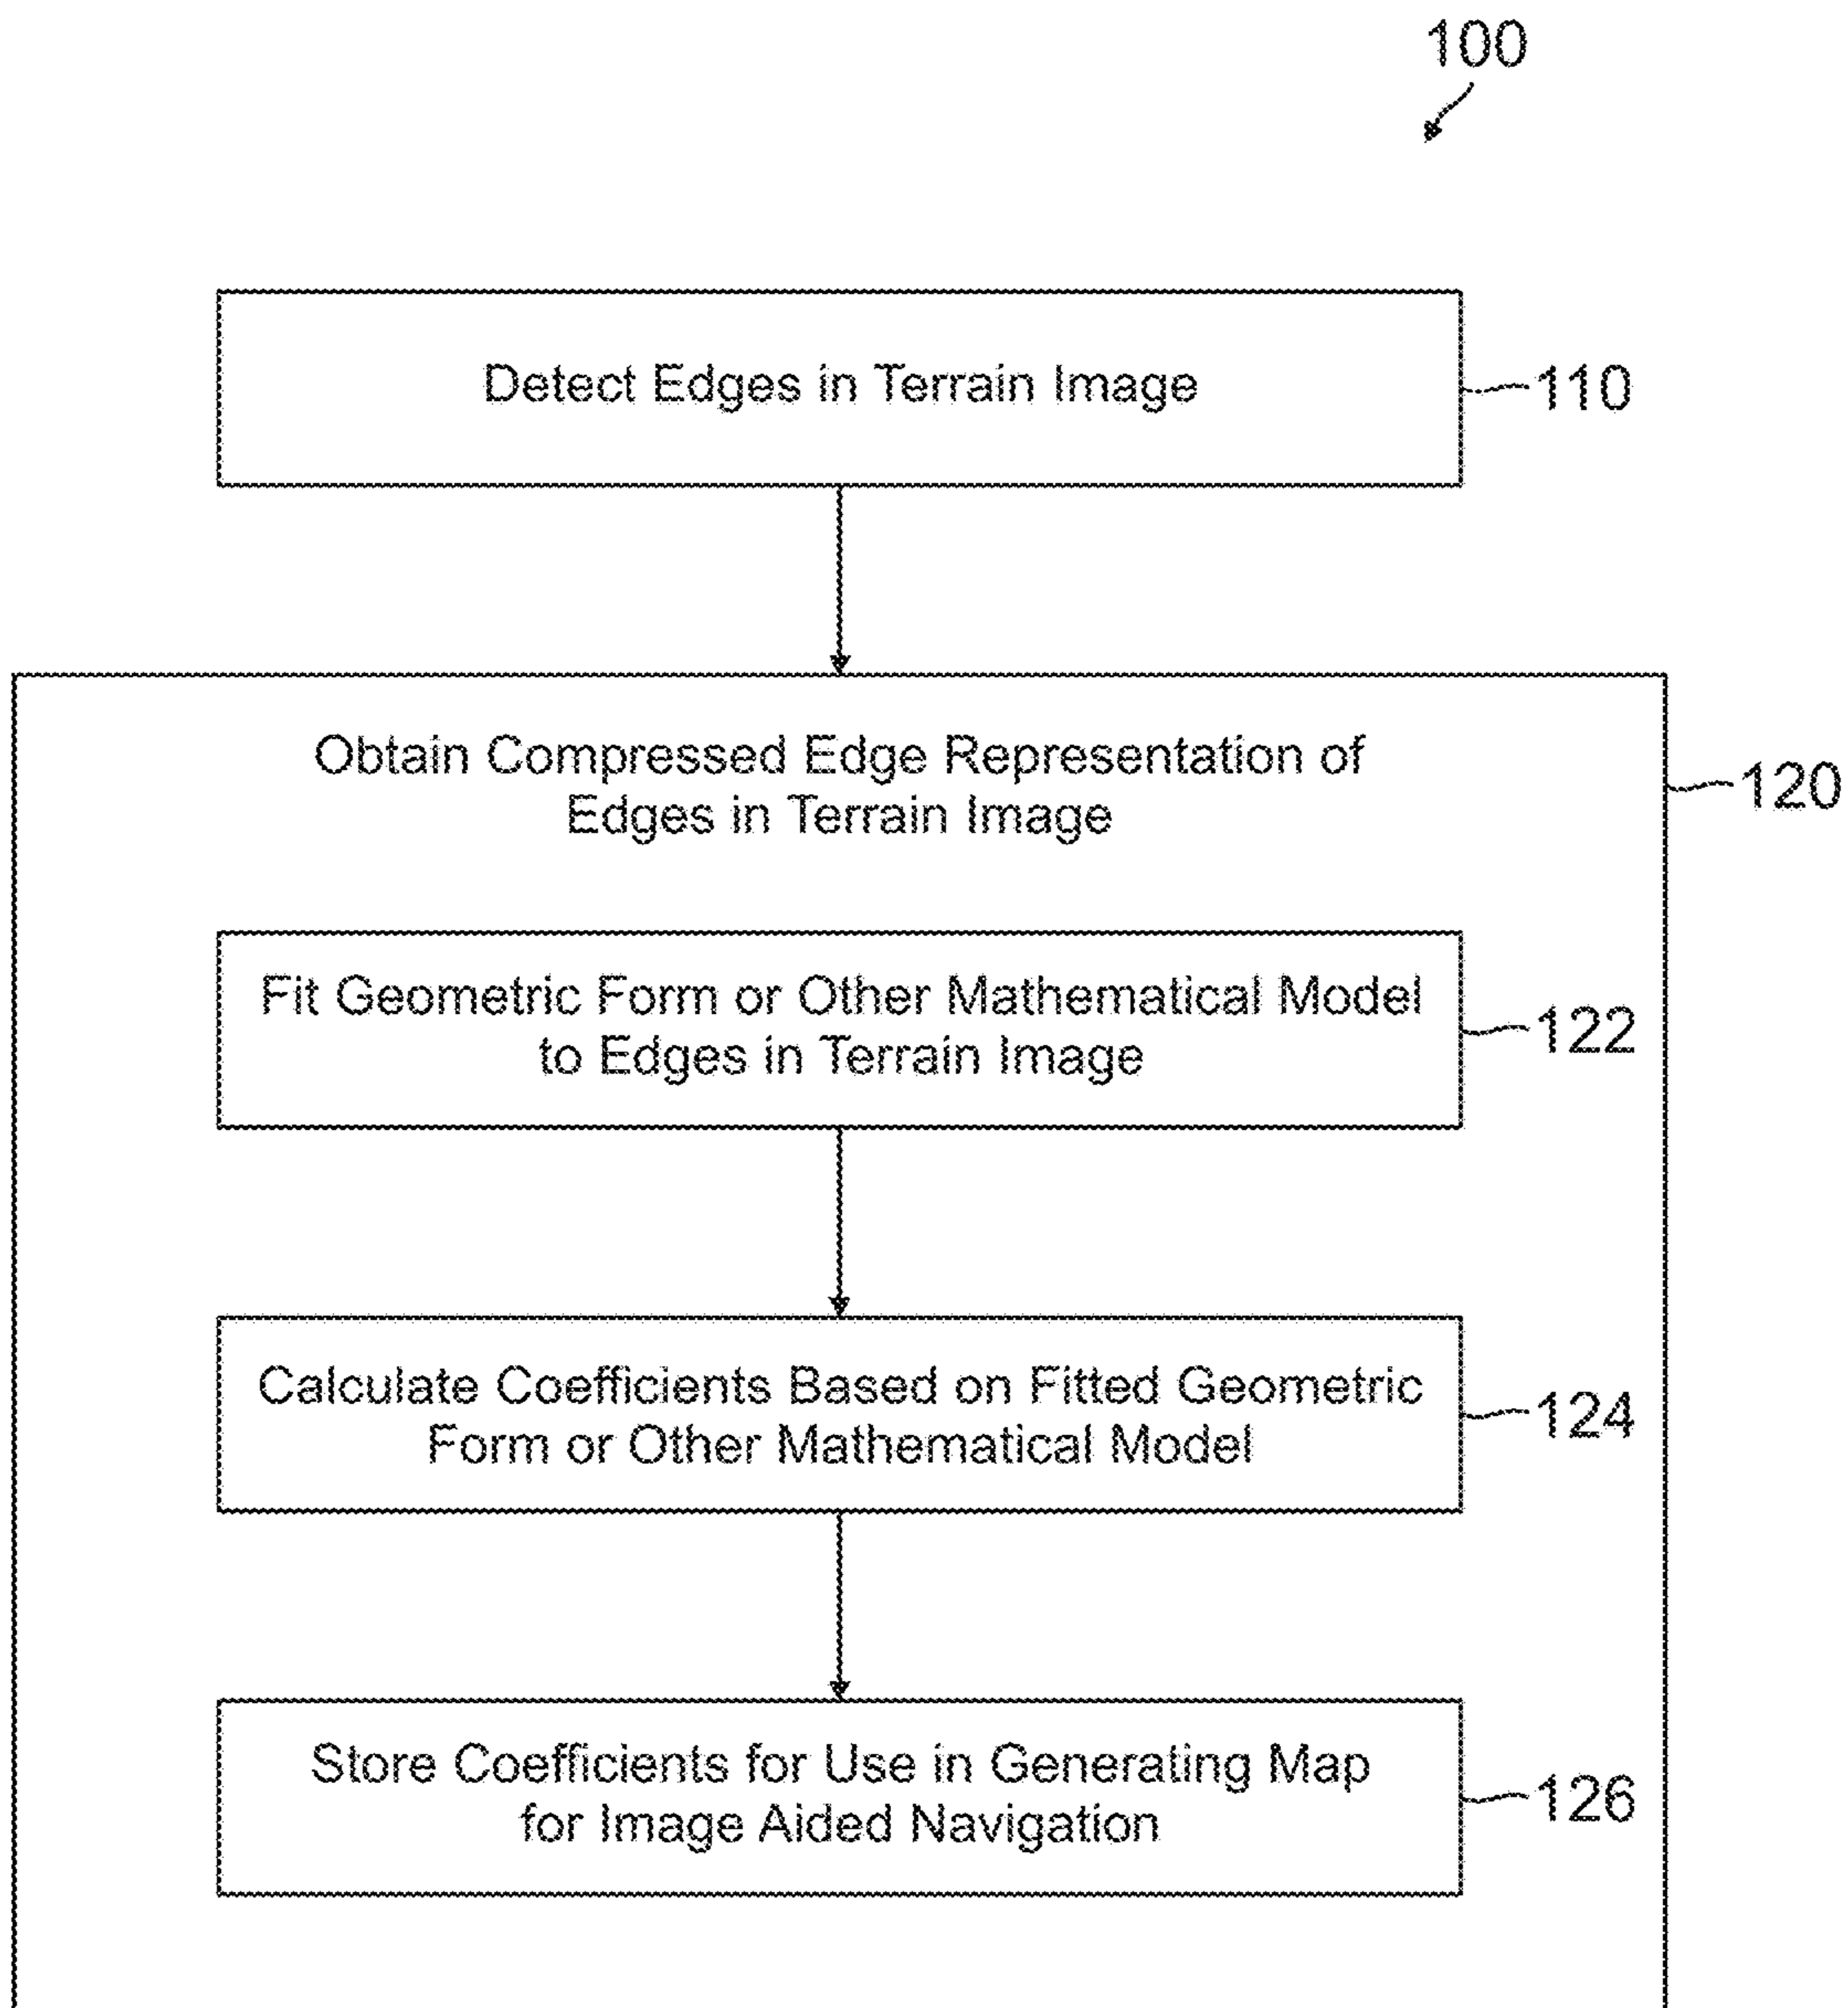 100
Detect Edges in Terrain Image
110
Obtain Compressed Edge Representation of
Edges in Terrain Image
120
Fit Geometric Form or Other Mathematical Model
to Edges in Terrain Image
122
Calculate Coefficients Based on Fitted Geometric
Form or Other Mathematical Model
124
Store Coefficients for Use in Generating Map
for Image Aided Navigation
126